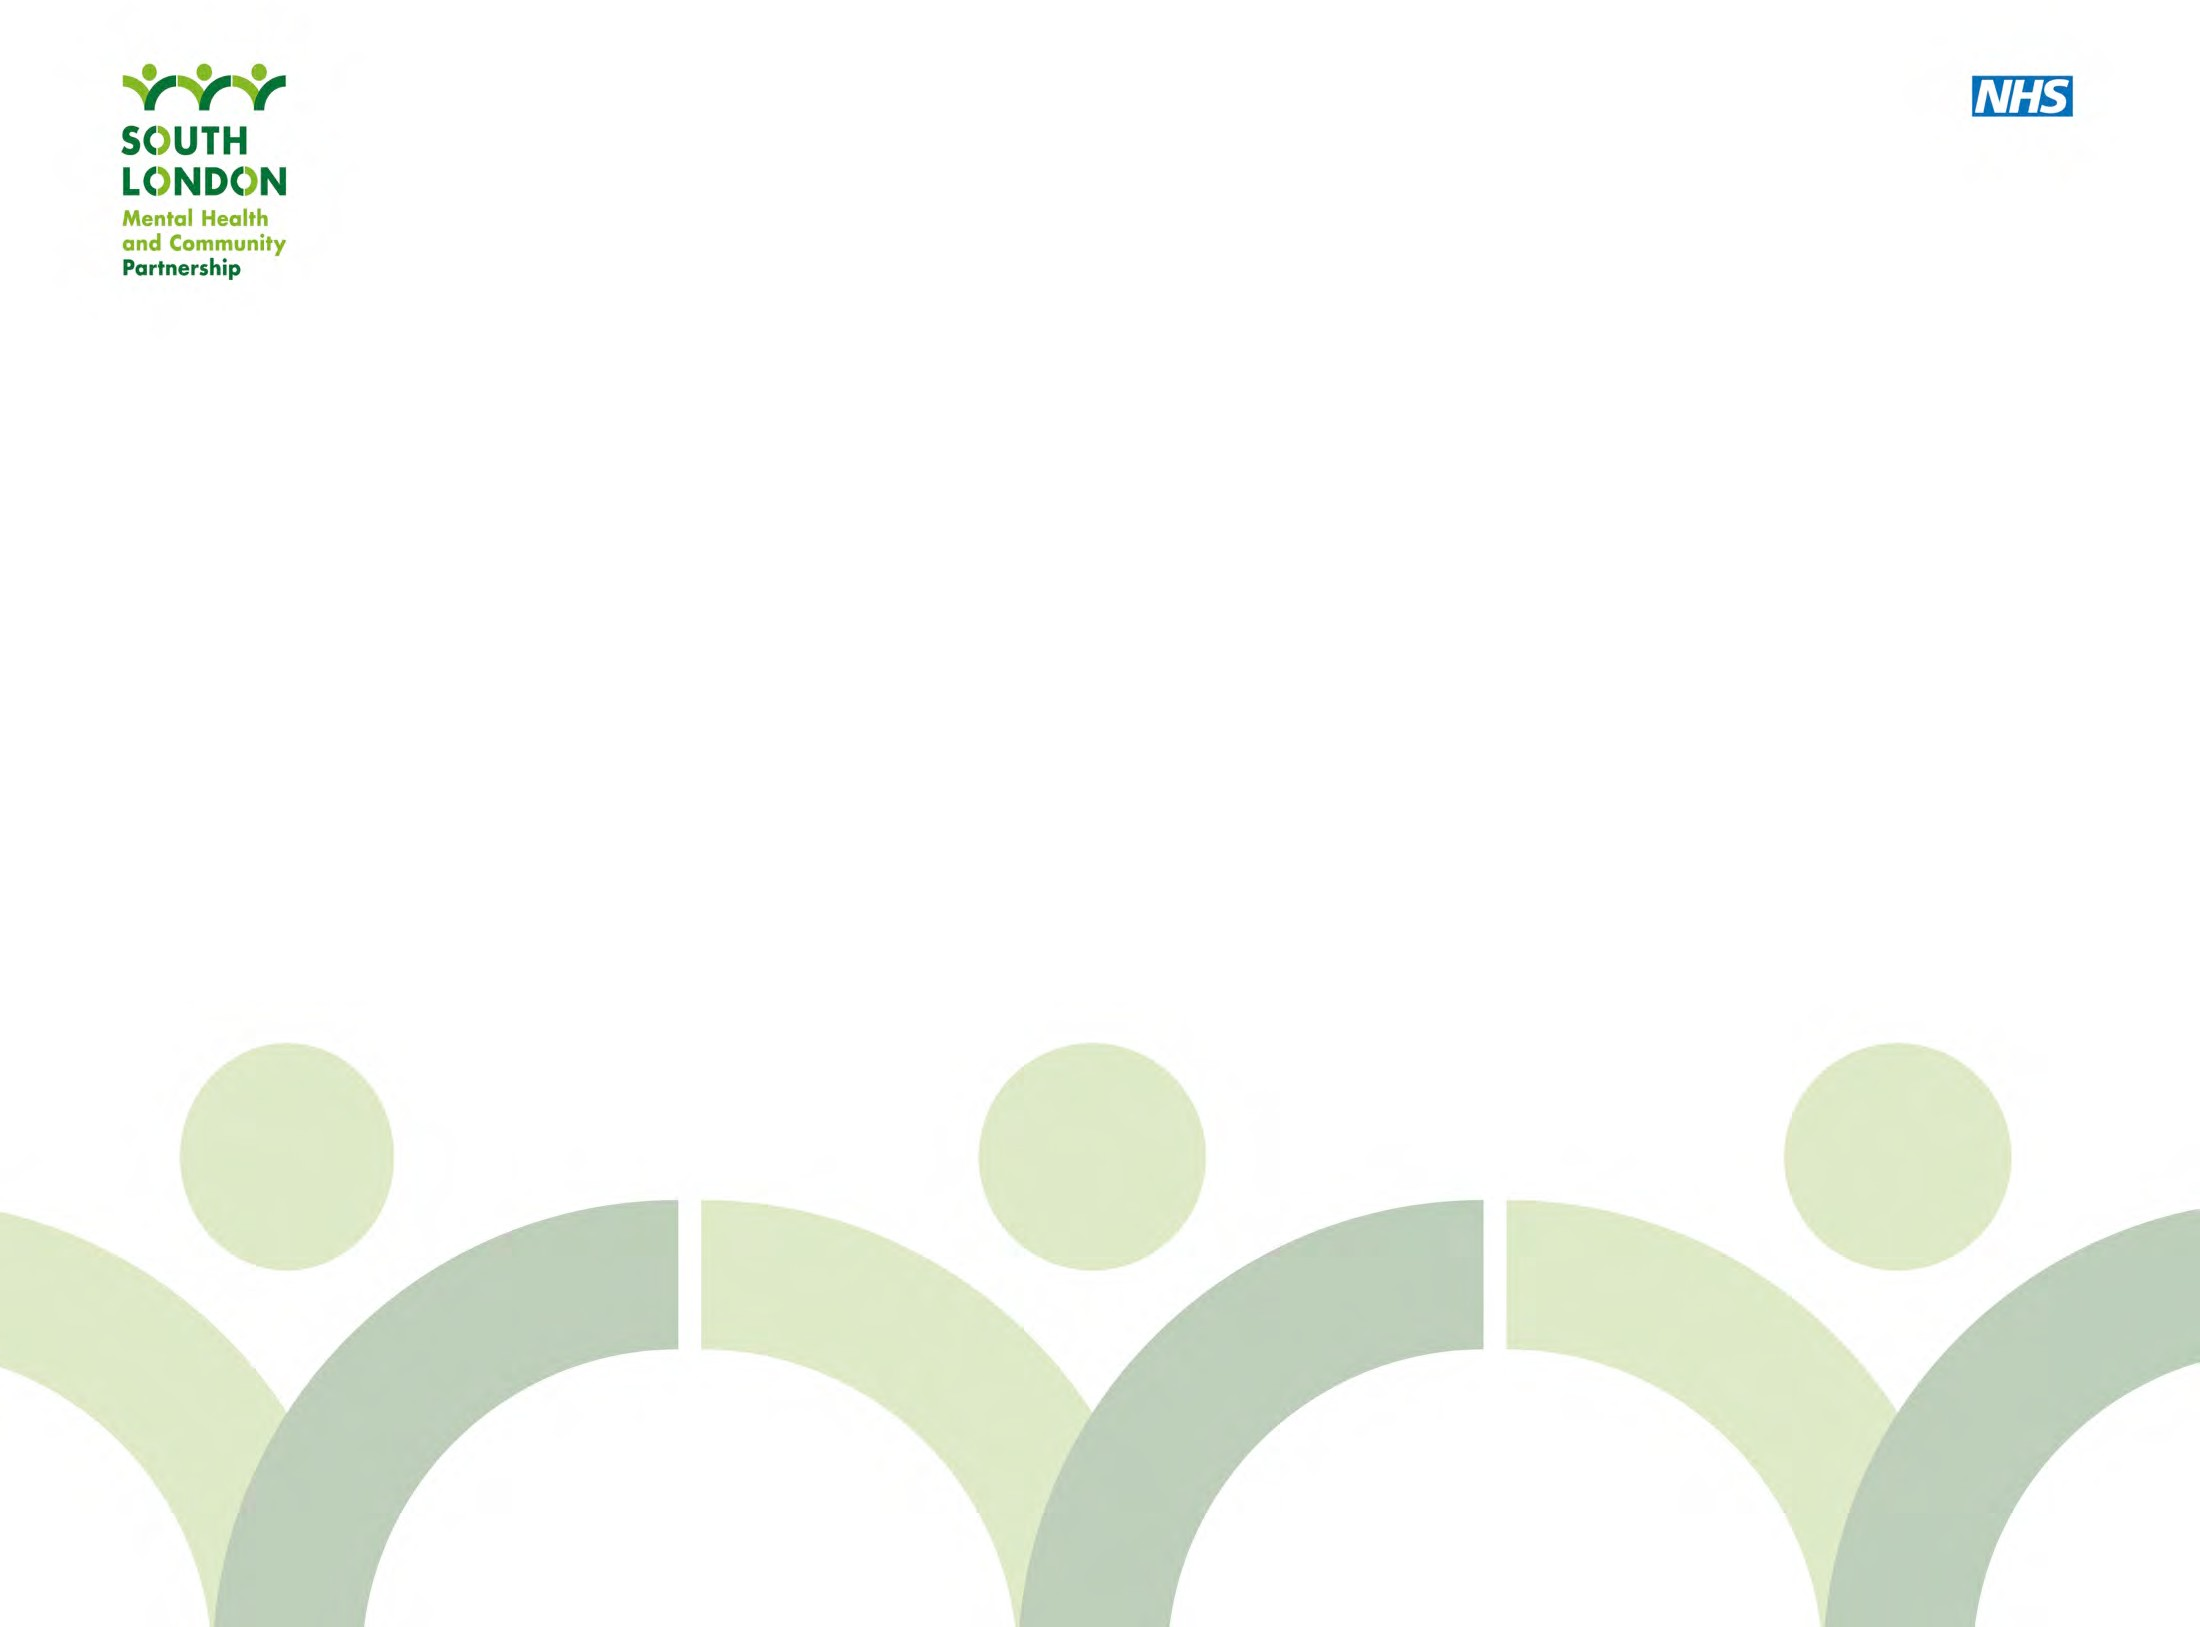 SOUTH
LONDON
Mental Health
and Community
Partnership
NHS